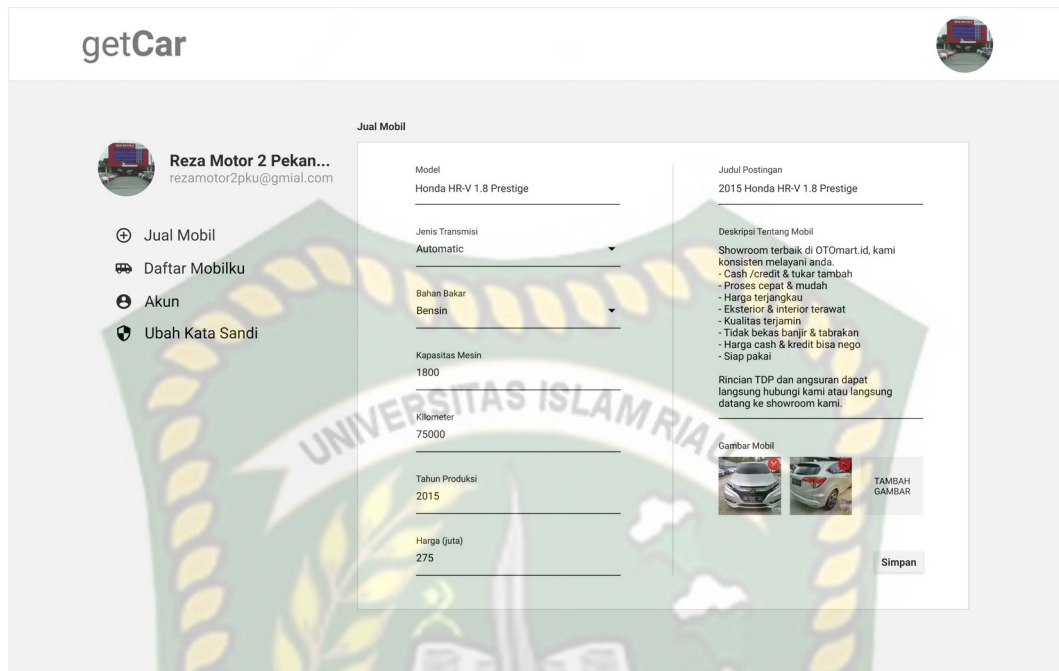 getCar
Reza Motor 2 Pekan...
rezamotor2pku@gmial.com
Jual Mobil
Daftar Mobilku
Akun
Ubah Kata Sandi
Jual Mobil
Model
Honda HR-V 1.8 Prestige
Jenis Transmisi
Automatic
Bahan Bakar
Bensin
Kapasitas Mesin
1800
Kilometer
75000
Tahun Produksi
2015
Harga (juta)
275
Judul Postingan
2015 Honda HR-V 1.8 Prestige
Deskripsi Tentang Mobil
Showroom terbaik di OTOmart.id, kami
konsisten melayani anda.
- Cash /credit & tukar tambah
- Proses cepat & mudah
- Harga terjangkau
- Eksterior & interior terawat
- Kualitas terjamin
- Tidak bekas banjir & tabrakan
- Harga cash & kredit bisa nego
- Siap pakai
Rincian TDP dan angsuran dapat
langsung hubungi kami atau langsung
datang ke showroom kami.
Gambar Mobil
TAMBAH
GAMBAR
Simpan
UNIVERSITAS ISLAM RIAU